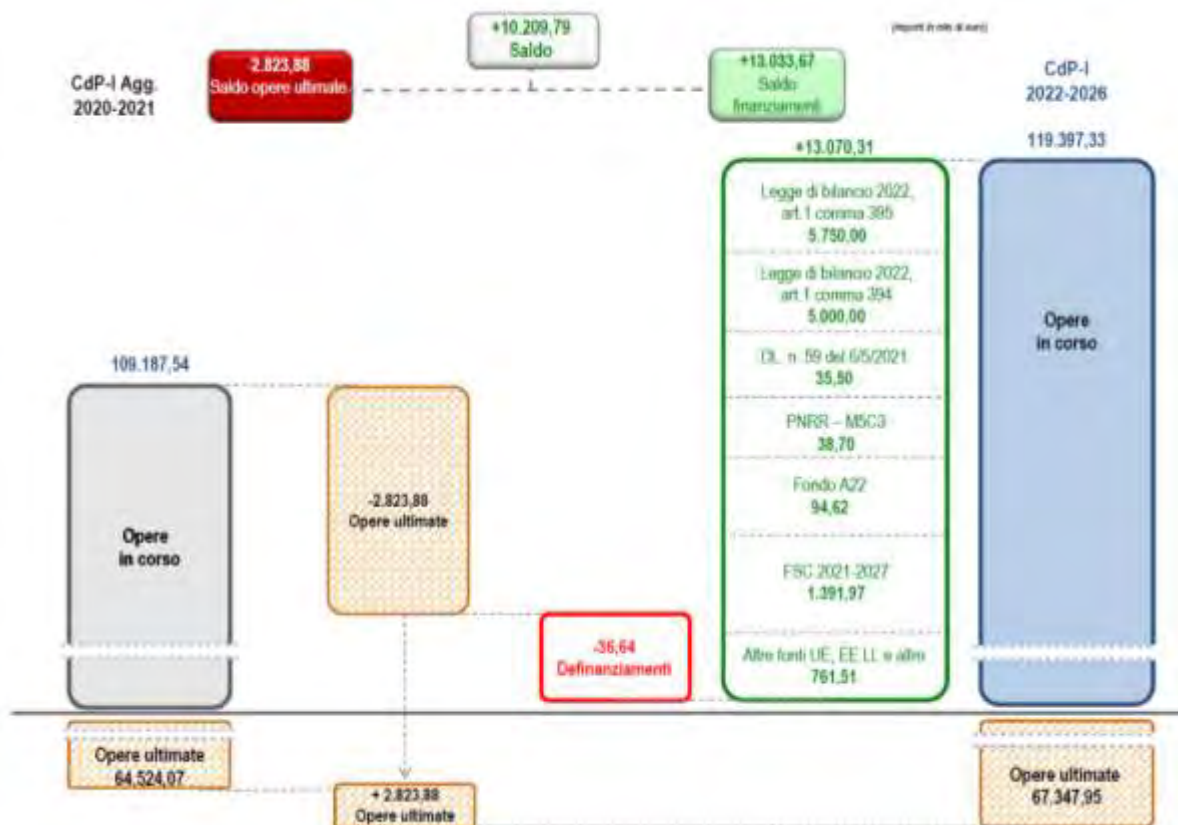 +10.209,79
Saldo
(importi in mln di euro)
CdP-I Agg.
2020-2021
-2.823,88
Saldo opere ultimate
+13.033,67
Saldo
finanziamenti
CdP-I
2022-2026
+13.070,31
119.397,33
Legge di bilancio 2022,
art.1 comma 395
5.750,00
Legge di bilancio 2022,
art.1 comma 394
5.000,00
DL. n. 59 del 6/5/2021
35,50
PNRR – M5C3
38,70
Fondo A22
94,62
FSC 2021-2027
1.391,97
Altre fonti UE, EE.LL e altro
761,51
Opere
in corso
109.187,54
Opere
in corso
-2.823,88
Opere ultimate
-36,64
Definanziamenti
Opere ultimate
64.524,07
+ 2.823,88
Opere ultimate
Opere ultimate
67.347,95